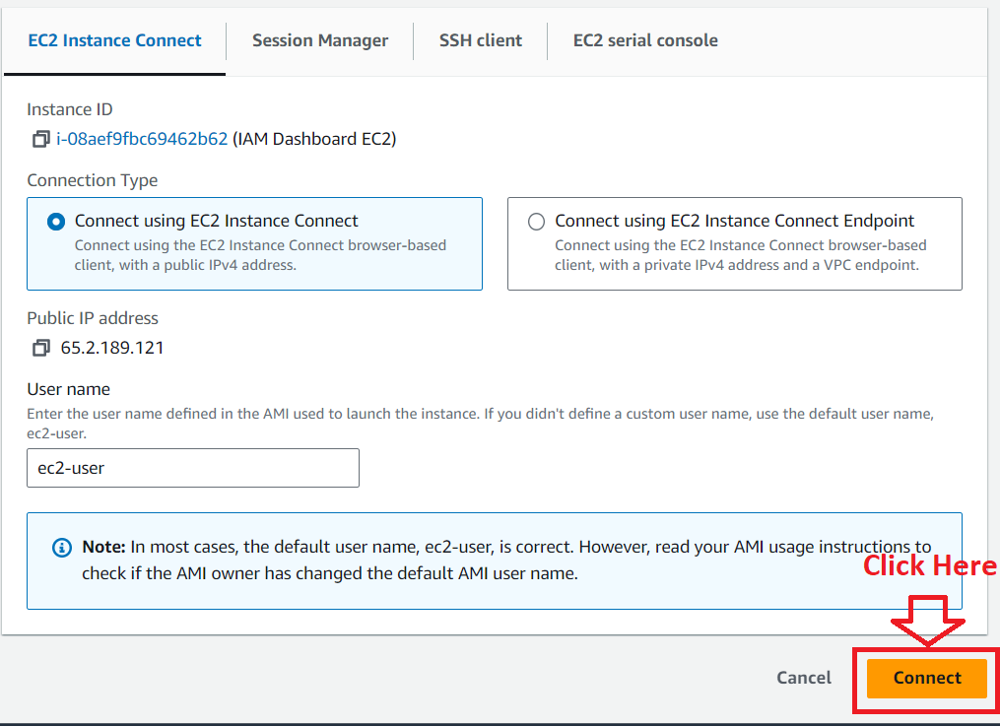 EC2 Instance Connect
Session Manager
SSH client
EC2 serial console
Instance ID
i-08aef9fbc69462b62 (IAM Dashboard EC2)
Connection Type
Connect using EC2 Instance Connect
Connect using the EC2 Instance Connect browser-based
client, with a public IPv4 address.
Connect using EC2 Instance Connect Endpoint
Connect using the EC2 Instance Connect browser-based
client, with a private IPv4 address and a VPC endpoint.
Public IP address
65.2.189.121
User name
Enter the user name defined in the AMI used to launch the instance. If you didn't define a custom user name, use the default user name,
ec2-user.
ec2-user
Note: In most cases, the default user name, ec2-user, is correct. However, read your AMI usage instructions to
check if the AMI owner has changed the default AMI user name.
Click Here
Cancel
Connect